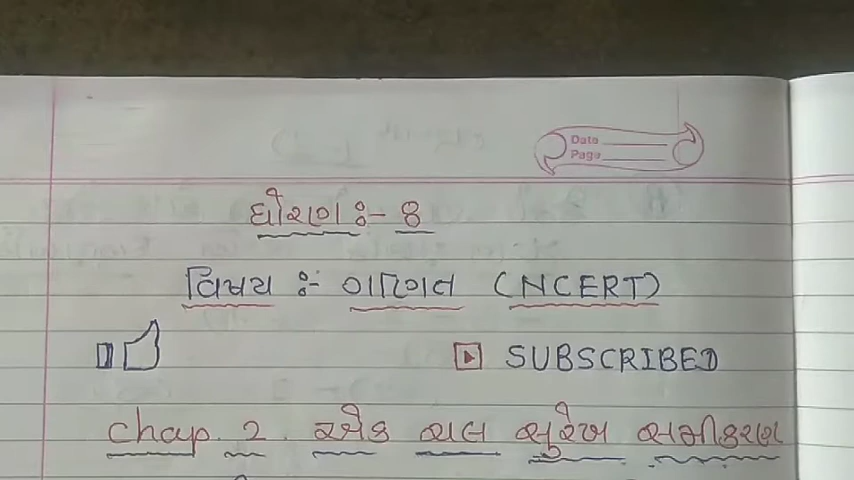 Date
Page
ધોરણ :- 8
વિષય :- ગણિત (NCERT)
SUBSCRIBED
chap. 2. એક ચલ સુરેખ સમીકરણ